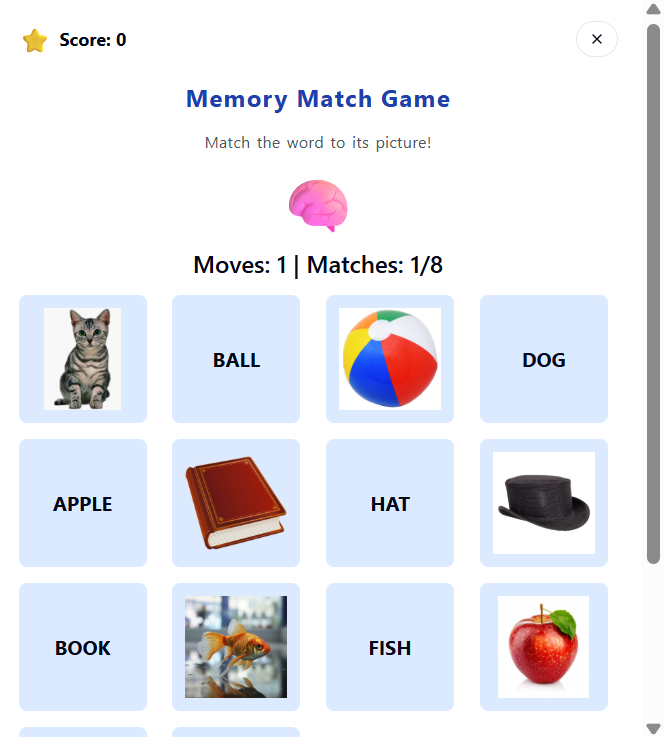 Score: 0
×
Memory Match Game
Match the word to its picture!
Moves: 1 | Matches: 1/8
BALL
DOG
APPLE
HAT
BOOK
FISH